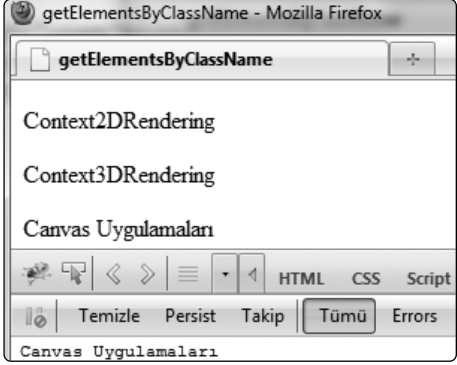 getElementsByClassName - Mozilla Firefox
getElementsByClassName
Context2DRendering
Context3DRendering
Canvas Uygulamaları
HTML CSS Script
Temizle Persist Takip Tümü Errors
Canvas Uygulamaları